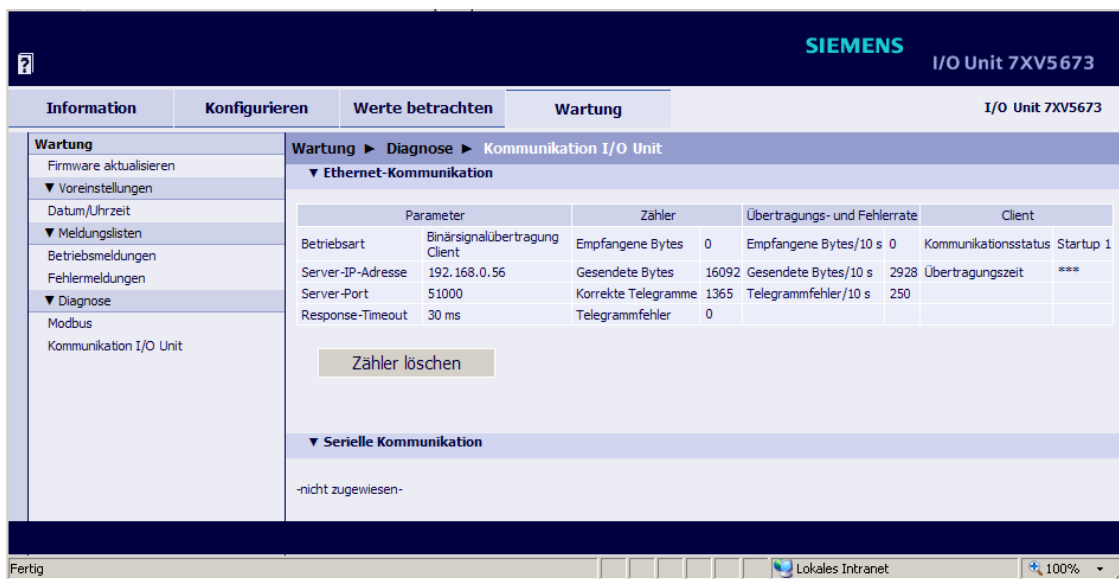 SIEMENS
?
I/O Unit 7XV5673
Information Konfigurieren Werte betrachten Wartung I/O Unit 7XV5673
Wartung
Firmware aktualisieren
▼ Voreinstellungen
Datum/Uhrzeit
▼ Meldungslisten
Betriebsmeldungen
Fehlermeldungen
▼ Diagnose
Modbus
Kommunikation I/O Unit
Wartung ► Diagnose ► Kommunikation I/O Unit
▼ Ethernet-Kommunikation
Parameter Zähler Übertragungs- und Fehlerrate Client
Betriebsart Binärsignalübertragung Client Empfangene Bytes 0 Empfangene Bytes/10 s 0 Kommunikationsstatus Startup 1
Server-IP-Adresse 192.168.0.56 Gesendete Bytes 16092 Gesendete Bytes/10 s 2928 Übertragungszeit ***
Server-Port 51000 Korrekte Telegramme 1365 Telegrammfehler/10 s 250
Response-Timeout 30 ms Telegrammfehler 0
Zähler löschen
▼ Serielle Kommunikation
-nicht zugewiesen-
Fertig Lokales Intranet 100%